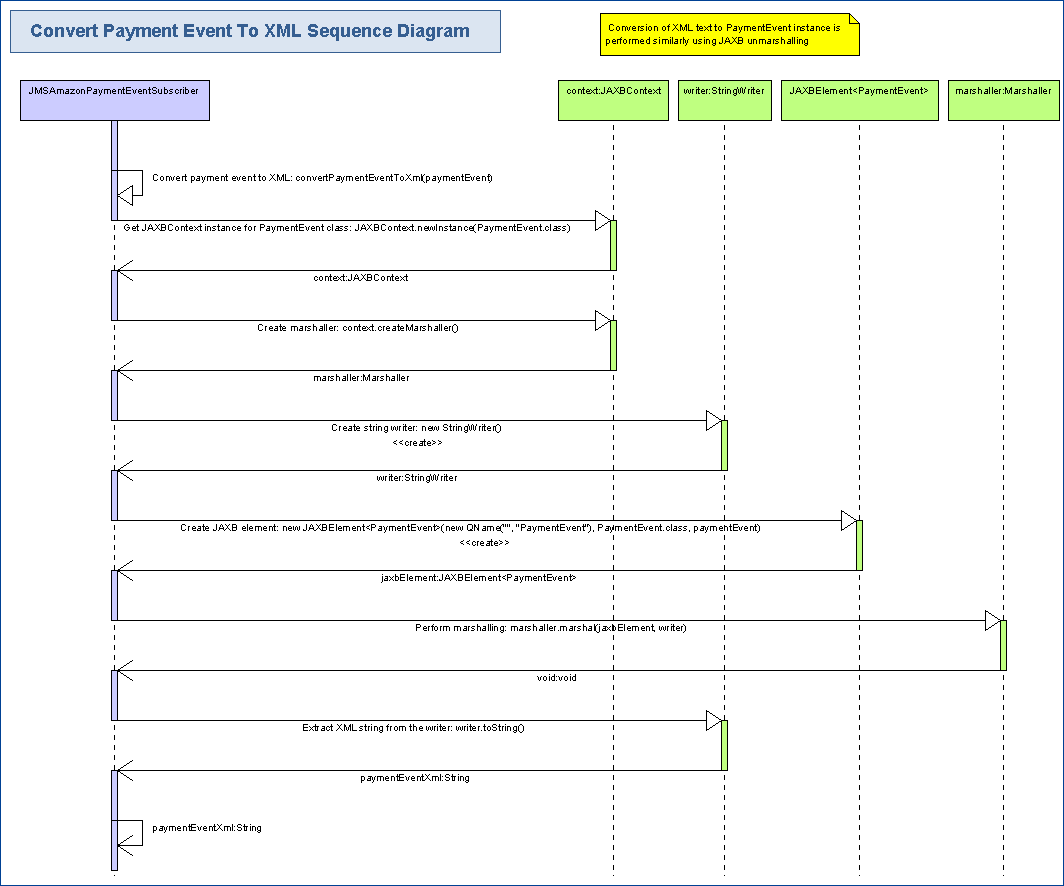 Convert Payment Event To XML Sequence Diagram
Conversion of XML text to PaymentEvent instance is
performed similarly using JAXB unmarshalling
JMSAmazonPaymentEventSubscriber
context:JAXBContext
writer:StringWriter
JAXBElement<PaymentEvent>
marshaller:Marshaller
Convert payment event to XML: convertPaymentEventToXml(paymentEvent)
Get JAXBContext instance for PaymentEvent class: JAXBContext.newInstance(PaymentEvent.class)
context:JAXBContext
Create marshaller: context.createMarshaller()
marshaller:Marshaller
Create string writer: new StringWriter()
<<create>>
writer:StringWriter
Create JAXB element: new JAXBElement<PaymentEvent>(new QName("", "PaymentEvent"), PaymentEvent.class, paymentEvent)
<<create>>
jaxbElement:JAXBElement<PaymentEvent>
Perform marshalling: marshaller.marshal(jaxbElement, writer)
void:void
Extract XML string from the writer: writer.toString()
paymentEventXml:String
paymentEventXml:String